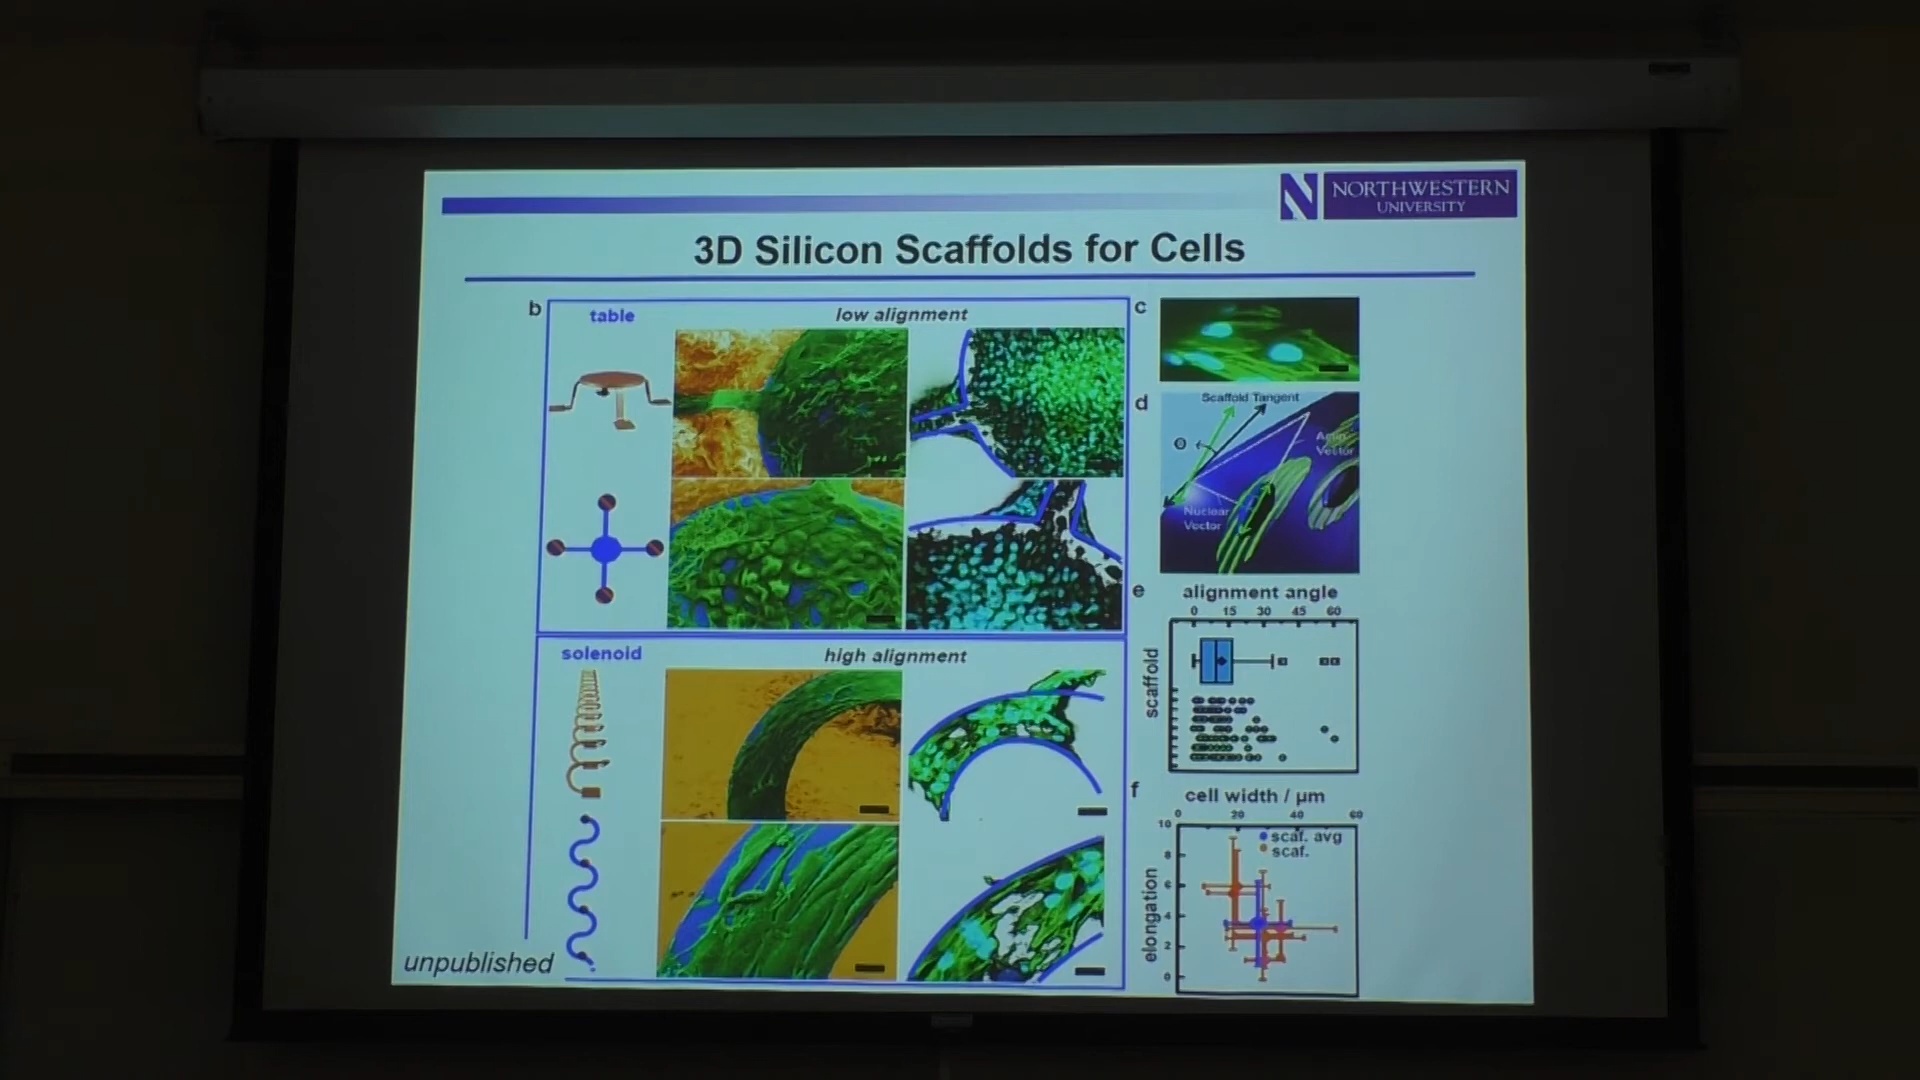 NORTHWESTERN
UNIVERSITY
3D Silicon Scaffolds for Cells
b
table
low alignment
solenoid
high alignment
unpublished
c
d
Scaffold Tangent
Θ
Actin
Vector
Nuclear
Vector
e
alignment angle
0 15 30 45 60
scaffold
f
cell width / µm
0 20 40 60
10
8
6
4
2
0
elongation
scaf. avg
scaf.